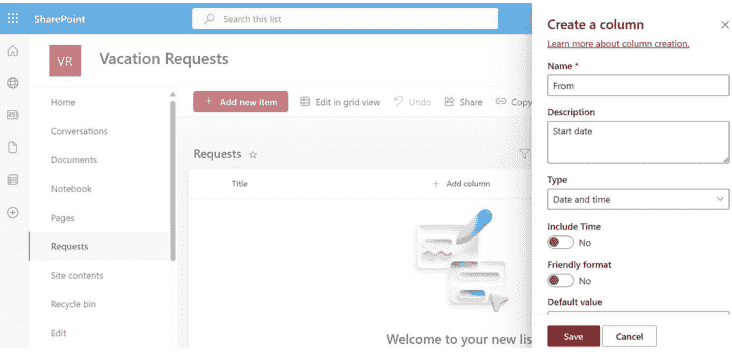 SharePoint
Search this list
VR
Vacation Requests
Home
Conversations
Documents
Notebook
Pages
Requests
Site contents
Recycle bin
Edit
+ Add new item
Edit in grid view
Undo
Share
Copy
Requests
Title
+ Add column
Welcome to your new lis
Create a column
Learn more about column creation.
Name *
From
Description
Start date
Type
Date and time
Include Time
No
Friendly format
No
Default value
Save
Cancel